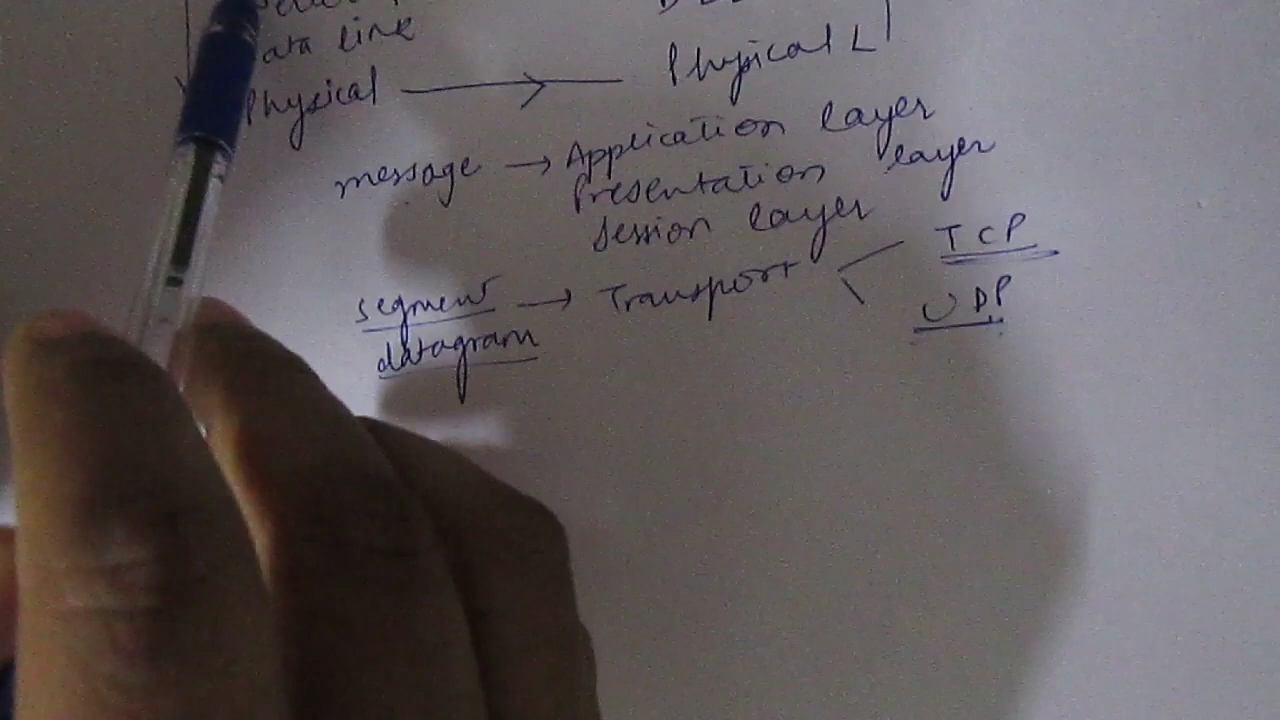 ata line
Physical → Physical L
message → Application layer
Presentation layer
session layer
segment → Transport TCP
datagram UDP